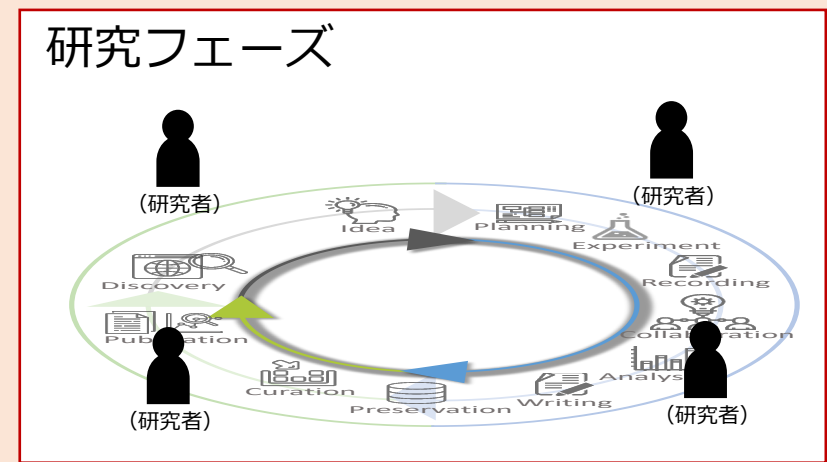 研究フェーズ
（研究者）
（研究者）
Idea
Planning
Experiment
Discovery
Recording
Publication
Collaboration
Analysis
Curation
Preservation
Writing
（研究者）
（研究者）